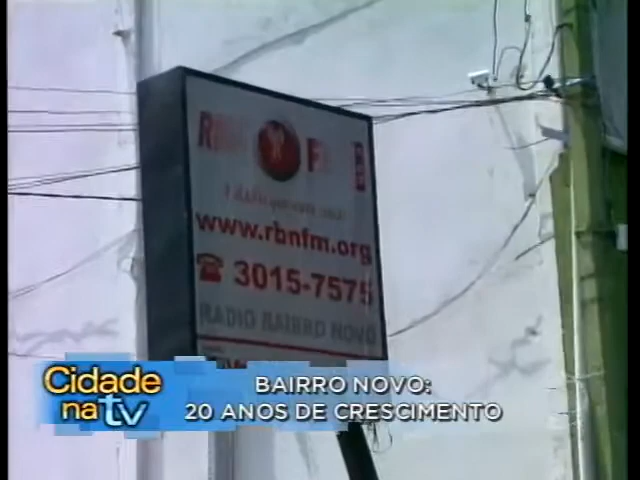 RBN FM
www.rbnfm.org
3015-7575
RADIO BAIRRO NOVO
Cidade
na tv
BAIRRO NOVO:
20 ANOS DE CRESCIMENTO